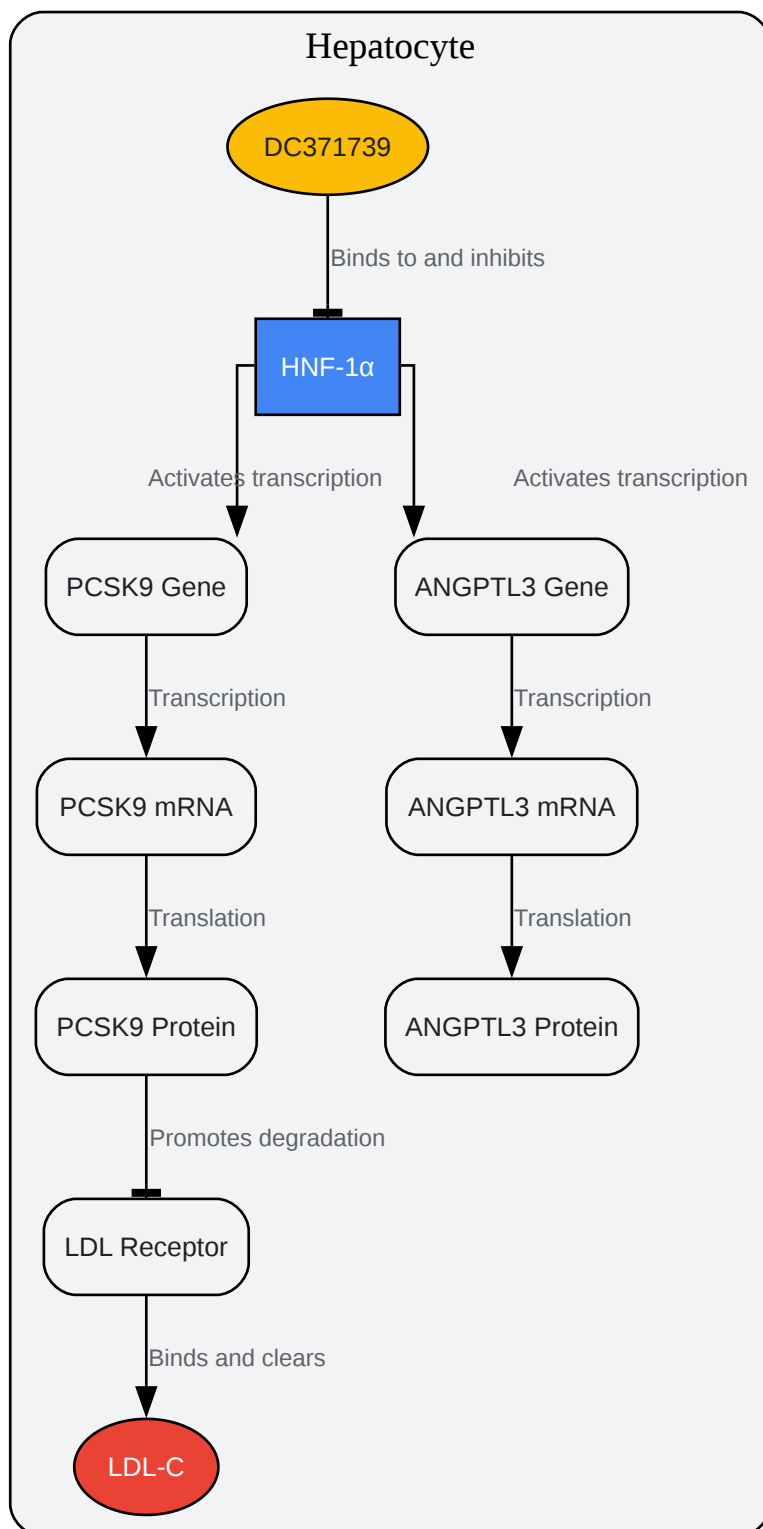 Hepatocyte
DC371739
Binds to and inhibits
HNF-1α
Activates transcription
Activates transcription
PCSK9 Gene
ANGPTL3 Gene
Transcription
Transcription
PCSK9 mRNA
ANGPTL3 mRNA
Translation
Translation
PCSK9 Protein
ANGPTL3 Protein
Promotes degradation
LDL Receptor
Binds and clears
LDL-C